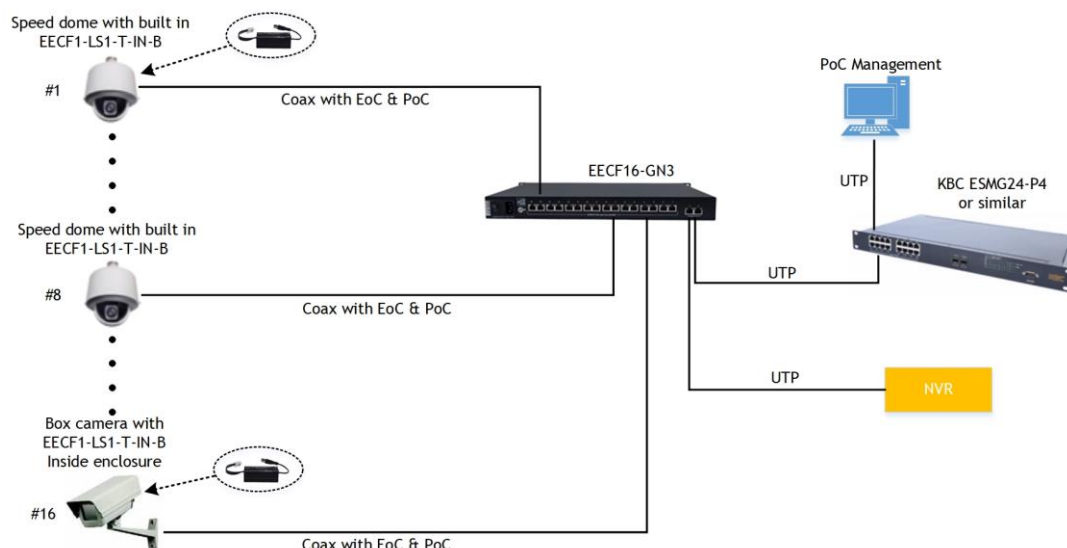 Speed dome with built in
EECF1-LS1-T-IN-B
#1
Coax with EoC & PoC
PoC Management
UTP
EECF16-GN3
KBC ESMG24-P4
or similar
UTP
Speed dome with built in
EECF1-LS1-T-IN-B
#8
Coax with EoC & PoC
UTP
NVR
Box camera with
EECF1-LS1-T-IN-B
Inside enclosure
#16
Coax with EoC & PoC